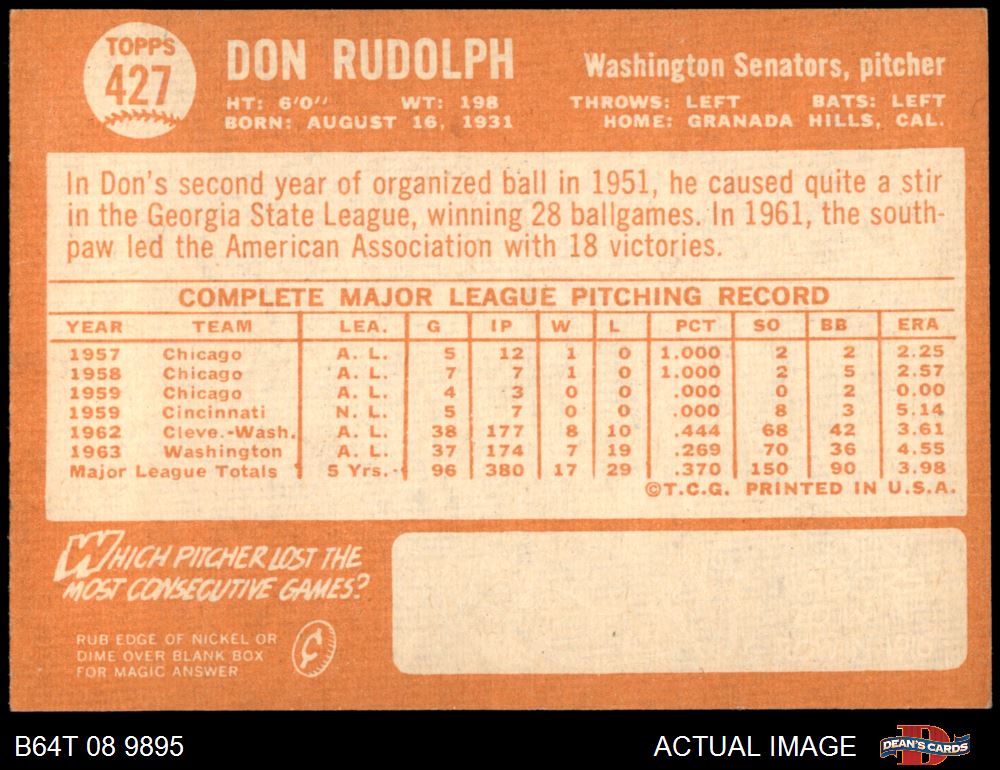 TOPPS
427
DON RUDOLPH
Washington Senators, pitcher
HT: 6'0" WT: 198
THROWS: LEFT BATS: LEFT
BORN: AUGUST 16, 1931
HOME: GRANADA HILLS, CAL.
In Don's second year of organized ball in 1951, he caused quite a stir
in the Georgia State League, winning 28 ballgames. In 1961, the south-
paw led the American Association with 18 victories.
COMPLETE MAJOR LEAGUE PITCHING RECORD
YEAR TEAM LEA. G IP W L PCT SO BB ERA
1957 Chicago A. L. 5 12 1 0 1.000 2 2 2.25
1958 Chicago A. L. 7 7 1 0 1.000 2 5 2.57
1959 Chicago A. L. 4 3 0 0 .000 0 2 0.00
1959 Cincinnati N. L. 5 7 0 0 .000 8 3 5.14
1962 Cleve.-Wash. A. L. 38 177 8 10 .444 68 42 3.61
1963 Washington A. L. 37 174 7 19 .269 70 36 4.55
Major League Totals 5 Yrs. 96 380 17 29 .370 150 90 3.98
©T.C.G. PRINTED IN U.S.A.
WHICH PITCHER LOST THE
MOST CONSECUTIVE GAMES?
RUB EDGE OF NICKEL OR
DIME OVER BLANK BOX
FOR MAGIC ANSWER
¢
B64T 08 9895
ACTUAL IMAGE
D
DEAN'S CARDS